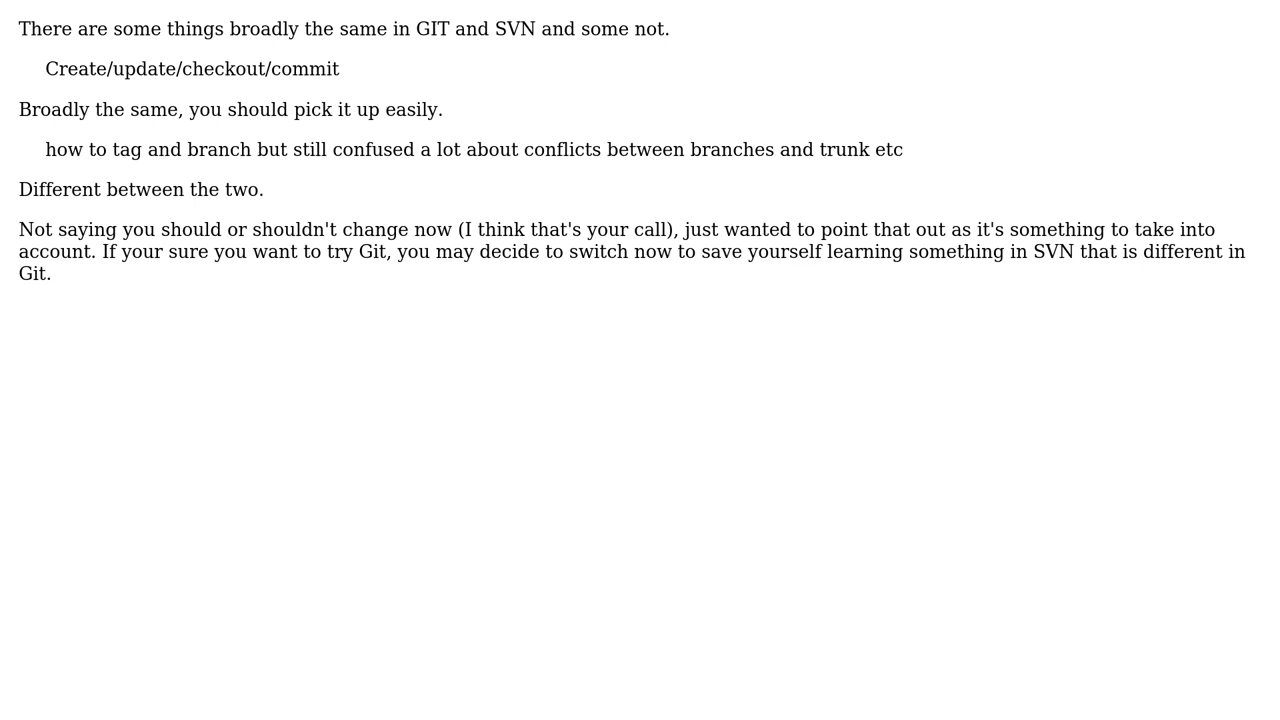 There are some things broadly the same in GIT and SVN and some not.
Create/update/checkout/commit
Broadly the same, you should pick it up easily.
how to tag and branch but still confused a lot about conflicts between branches and trunk etc
Different between the two.
Not saying you should or shouldn't change now (I think that's your call), just wanted to point that out as it's something to take into
account. If your sure you want to try Git, you may decide to switch now to save yourself learning something in SVN that is different in
Git.